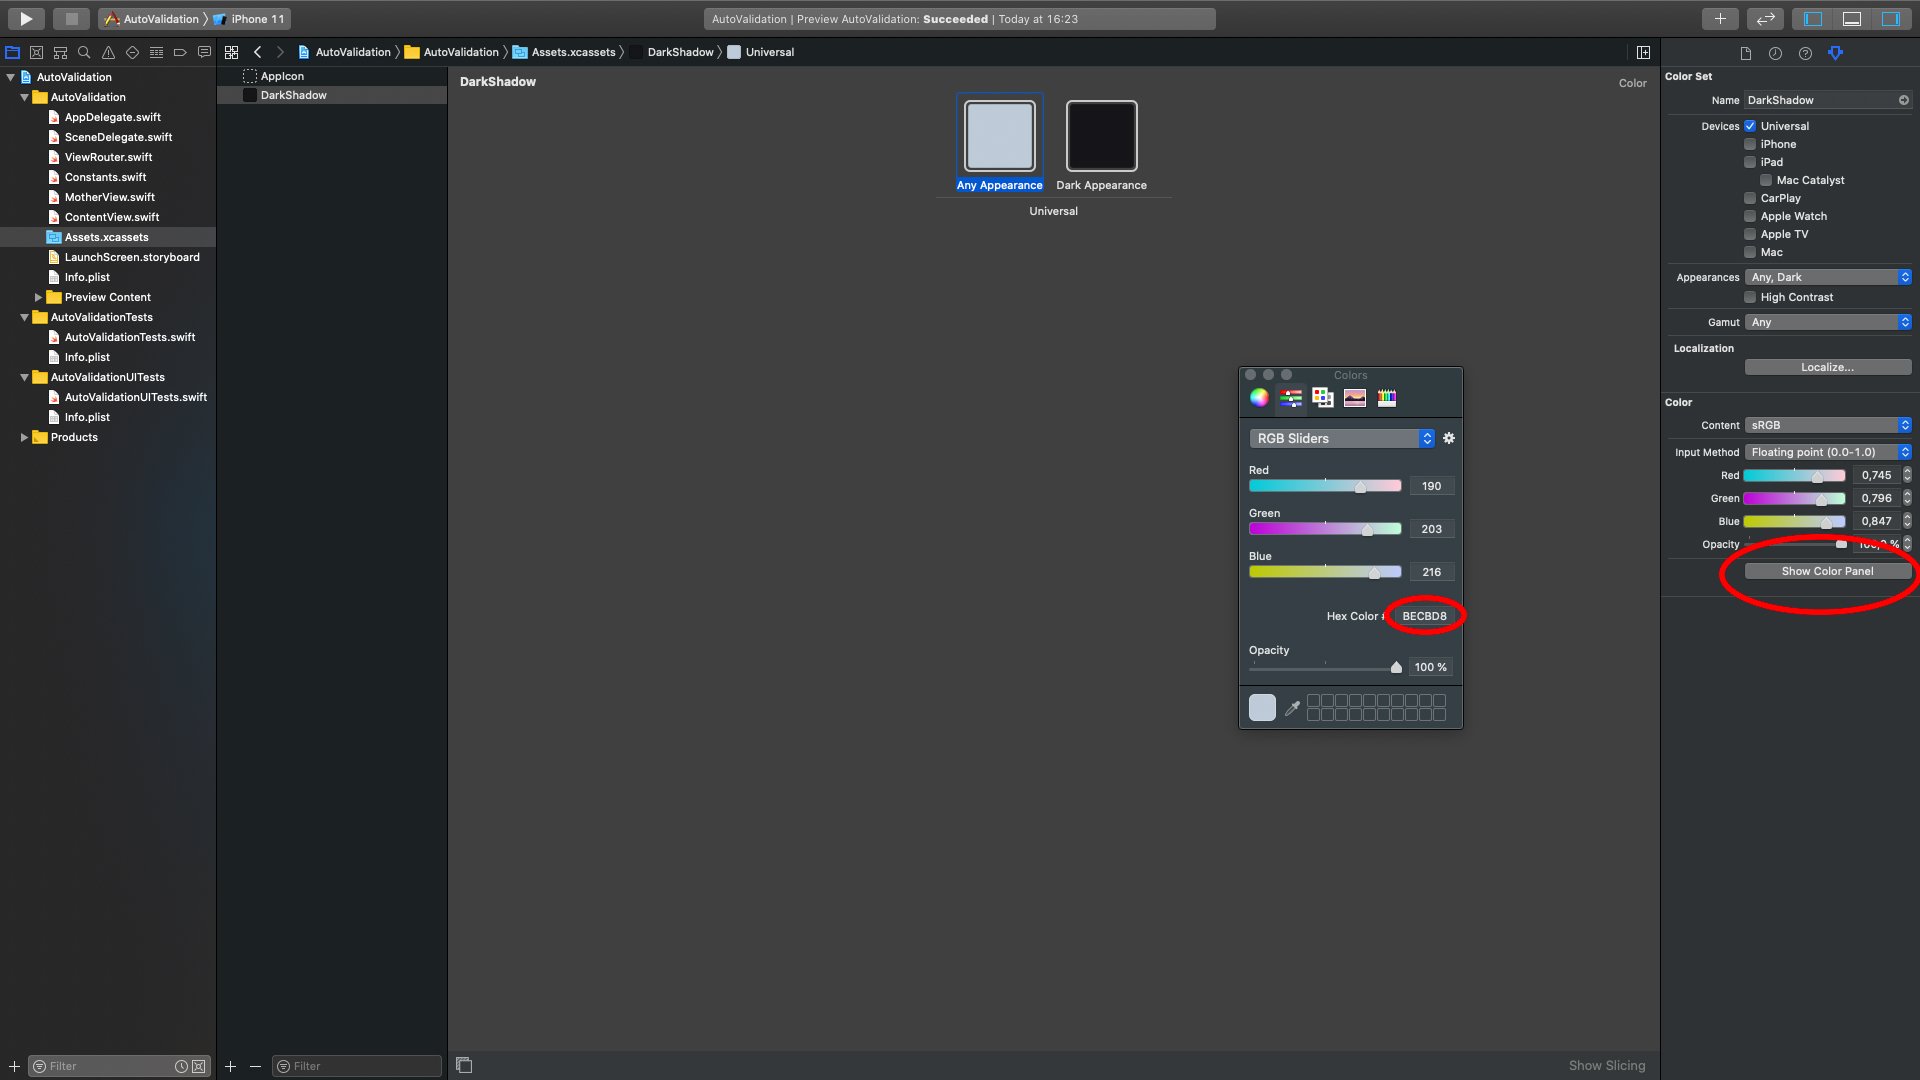 AutoValidation
iPhone 11
AutoValidation | Preview AutoValidation: Succeeded | Today at 16:23
AutoValidation
AutoValidation
Assets.xcassets
DarkShadow
Universal
AutoValidation
AutoValidation
AppDelegate.swift
SceneDelegate.swift
ViewRouter.swift
Constants.swift
MotherView.swift
ContentView.swift
Assets.xcassets
LaunchScreen.storyboard
Info.plist
Preview Content
AutoValidationTests
AutoValidationTests.swift
Info.plist
AutoValidationUITests
AutoValidationUITests.swift
Info.plist
Products
Filter
AppIcon
DarkShadow
Filter
DarkShadow
Color
Any Appearance
Dark Appearance
Universal
Colors
RGB Sliders
Red
190
Green
203
Blue
216
Hex Color #
BECBD8
Opacity
100 %
Show Slicing
Color Set
Name DarkShadow
Devices Universal
iPhone
iPad
Mac Catalyst
CarPlay
Apple Watch
Apple TV
Mac
Appearances Any, Dark
High Contrast
Gamut Any
Localization
Localize...
Color
Content sRGB
Input Method Floating point (0.0-1.0)
Red 0,745
Green 0,796
Blue 0,847
Opacity 100,0 %
Show Color Panel